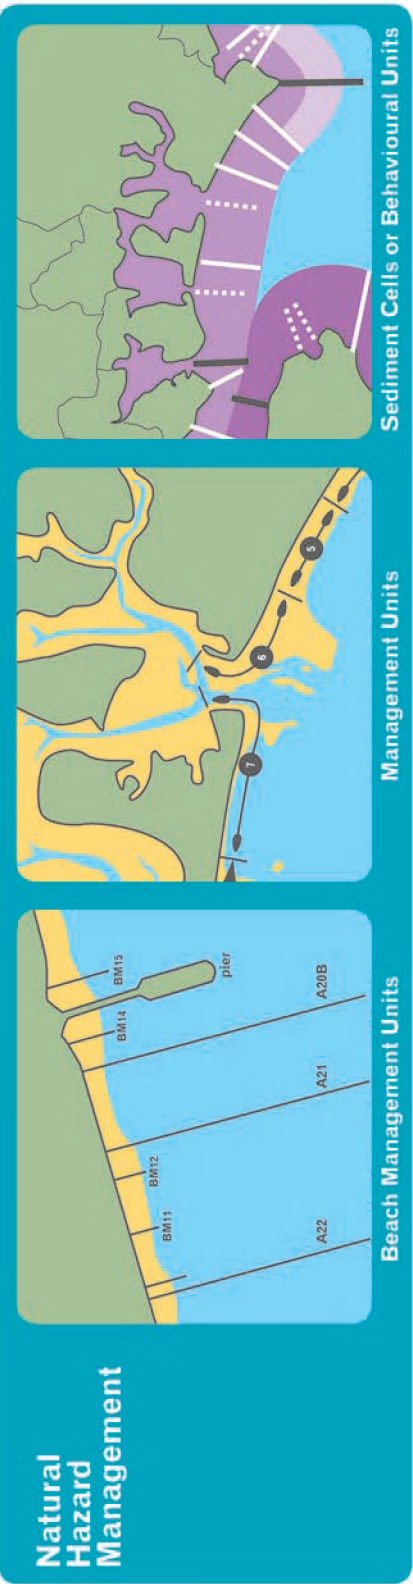 Natural
Hazard
Management
BM11
BM12
BM14
BM15
pier
A22
A21
A20B
Beach Management Units
7
6
5
Management Units
Sediment Cells or Behavioural Units